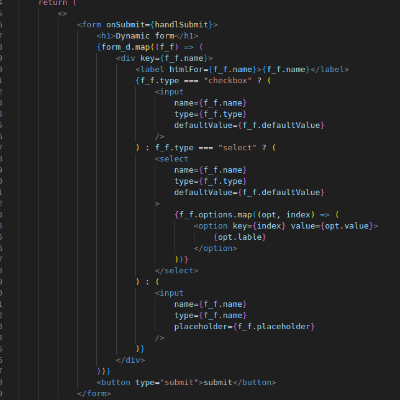 return (
<>
<form onSubmit={handlSubmit}>
<h1>Dynamic form</h1>
{form_d.map((f_f) => (
<div key={f_f.name}>
<label htmlFor={f_f.name}>{f_f.name}</label>
{f_f.type === "checkbox" ? (
<input
name={f_f.name}
type={f_f.type}
defaultValue={f_f.defaultValue}
/>
) : f_f.type === "select" ? (
<select
name={f_f.name}
type={f_f.type}
defaultValue={f_f.defaultValue}
>
{f_f.options.map((opt, index) => (
<option key={index} value={opt.value}>
{opt.lable}
</option>
))}
</select>
) : (
<input
name={f_f.name}
type={f_f.type}
placeholder={f_f.placeholder}
/>
)}
</div>
))}
<button type="submit">submit</button>
</form>